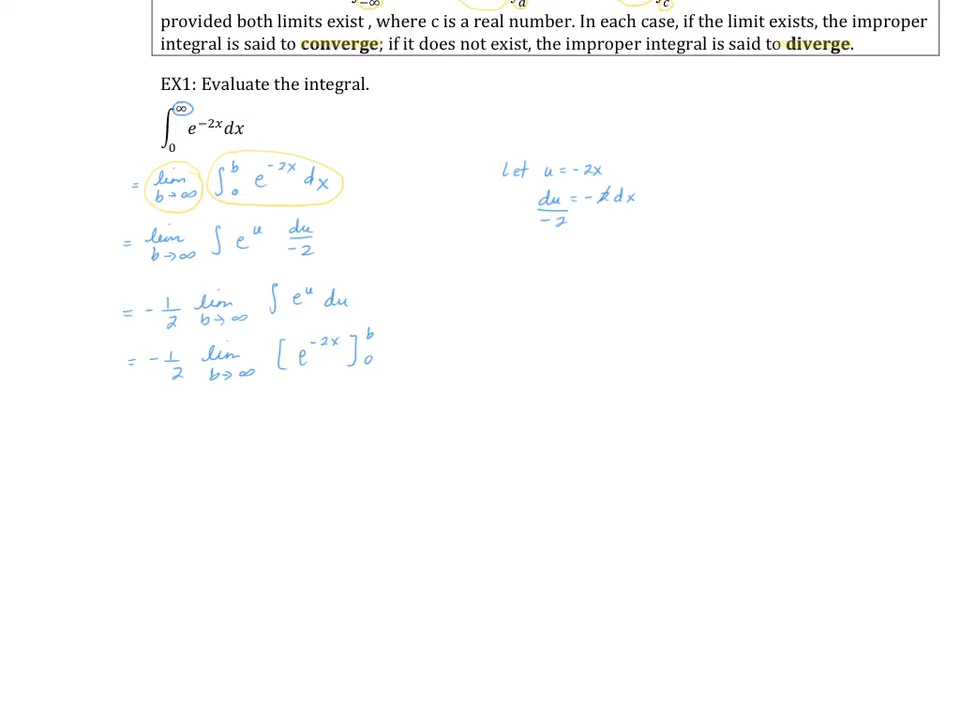 −∞ a c
provided both limits exist , where c is a real number. In each case, if the limit exists, the improper
integral is said to converge; if it does not exist, the improper integral is said to diverge.
EX1: Evaluate the integral.
∫₀^∞ e^{−2x} dx
= lim_{b→∞} ∫₀^b e^{-2x} dx
Let u = -2x
du/-2 = -2 dx
= lim_{b→∞} ∫ e^u du/-2
= -1/2 lim_{b→∞} ∫ e^u du
= -1/2 lim_{b→∞} [e^{-2x}]₀^b